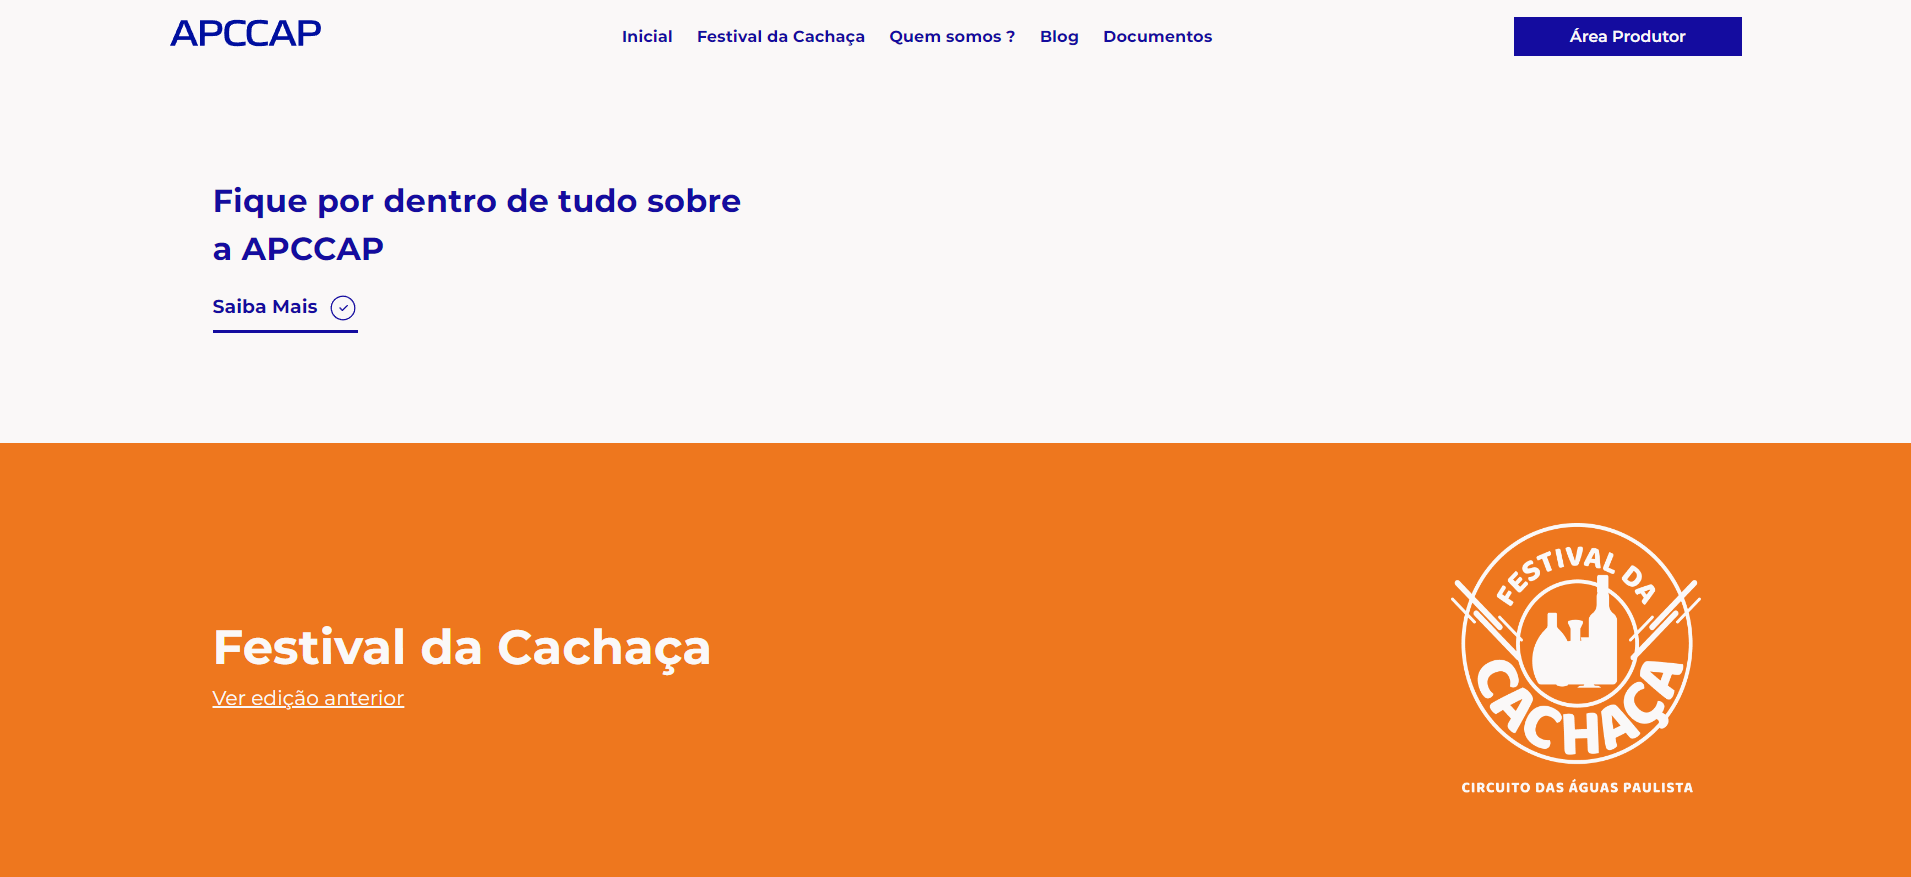 APCCAP
Inicial
Festival da Cachaça
Quem somos ?
Blog
Documentos
Área Produtor
Fique por dentro de tudo sobre
a APCCAP
Saiba Mais
Festival da Cachaça
Ver edição anterior
FESTIVAL DA
CACHAÇA
CIRCUITO DAS ÁGUAS PAULISTA